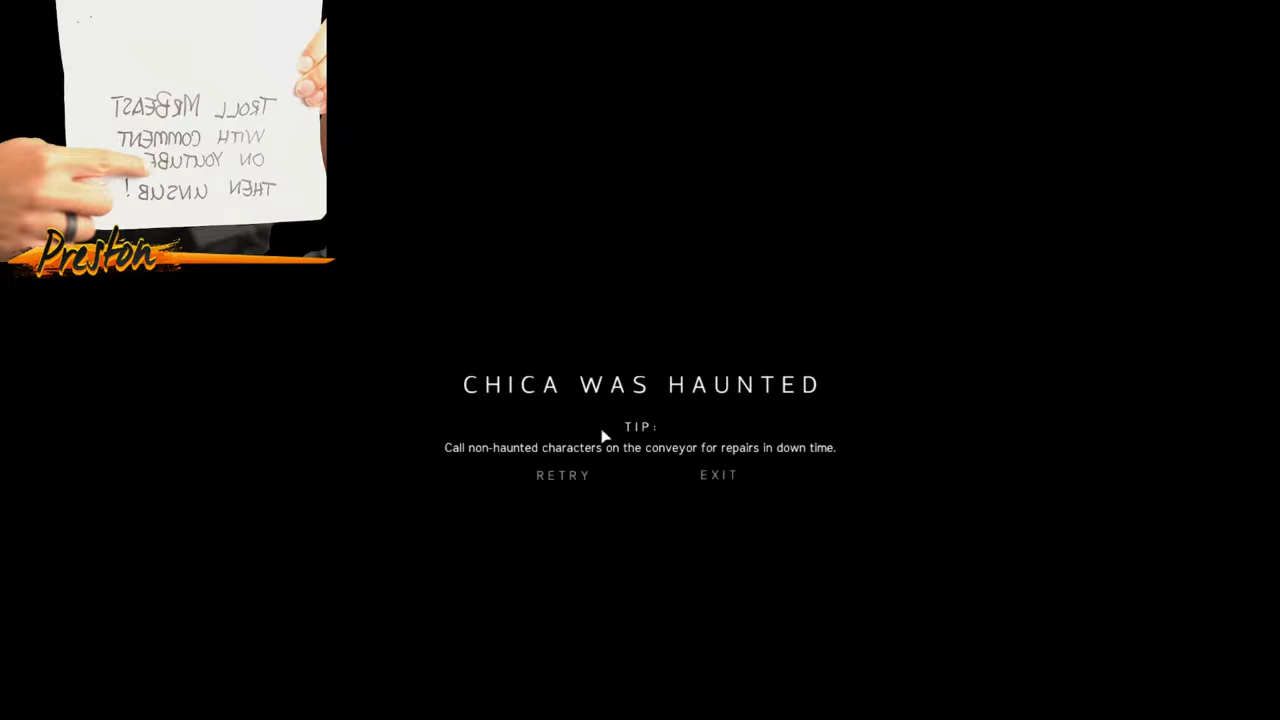 TROLL MRBEAST
WITH COMMENT
ON YOUTUBE
THEN UNSUB!
Preston
CHICA WAS HAUNTED
TIP:
Call non-haunted characters on the conveyor for repairs in down time.
RETRY EXIT